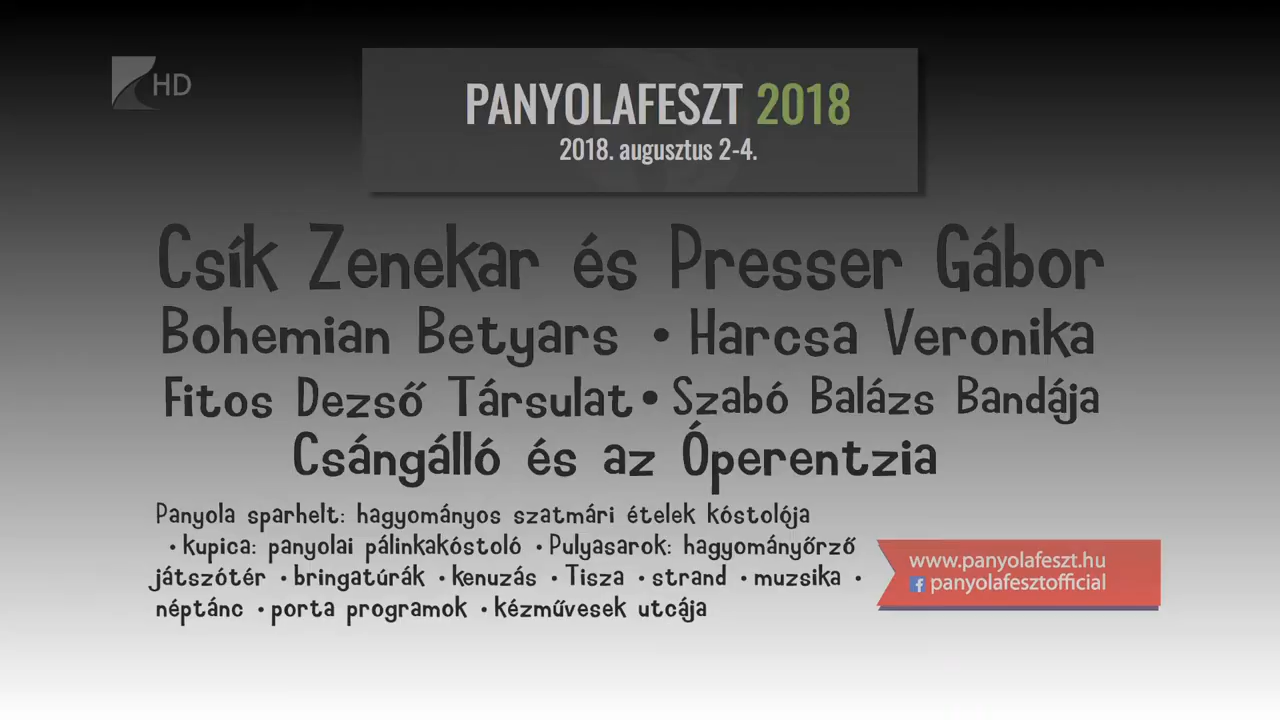 HD
PANYOLAFESZT 2018
2018. augusztus 2-4.
Csík Zenekar és Presser Gábor
Bohemian Betyars • Harcsa Veronika
Fitos Dezső Társulat • Szabó Balázs Bandája
Csángálló és az Óperentzia
Panyola sparhelt: hagyományos szatmári ételek kóstolója
• kupica: panyolai pálinkakóstoló • Pulyasarok: hagyományőrző
játszótér • bringatúrák • kenuzás • Tisza • strand • muzsika •
néptánc • porta programok • kézművesek utcája
www.panyolafeszt.hu
panyolafesztofficial